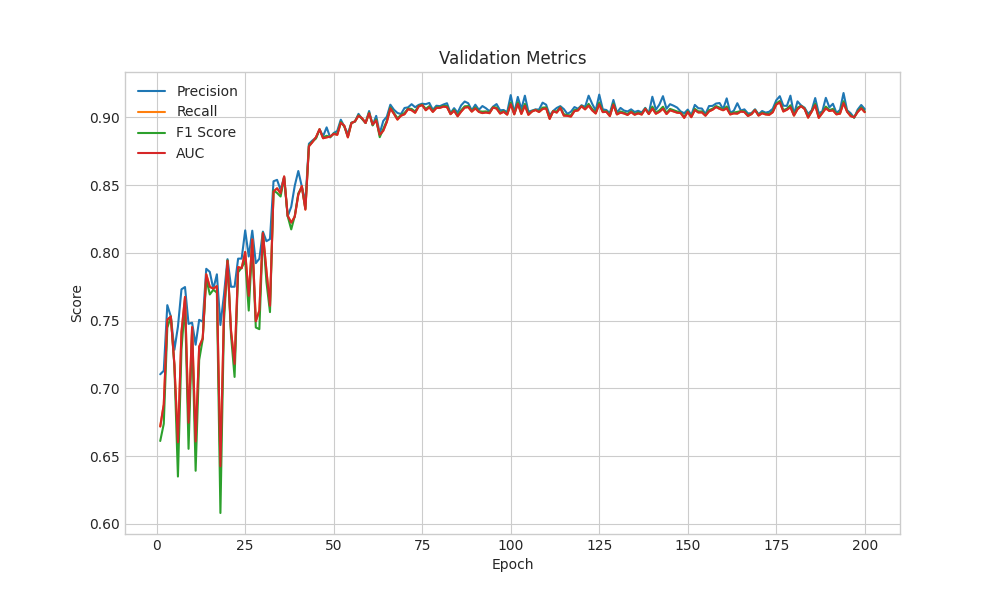 Validation Metrics
Precision
Recall
F1 Score
AUC
0.90
0.85
0.80
0.75
0.70
0.65
0.60
Score
0 25 50 75 100 125 150 175 200
Epoch